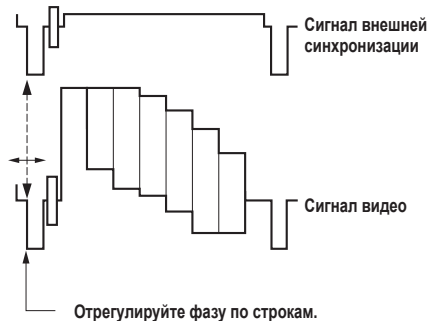 Сигнал внешней
синхронизации
Сигнал видео
Отрегулируйте фазу по строкам.